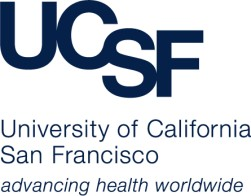 UCSF
University of California
San Francisco
advancing health worldwide